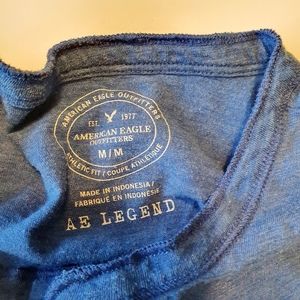 AMERICAN EAGLE OUTFITTERS
EST. 1977
AMERICAN EAGLE
OUTFITTERS
M/M
ATHLETIC FIT / COUPE ATHLÉTIQUE
MADE IN INDONESIA/
FABRIQUÉ EN INDONÉSIE
AE LEGEND